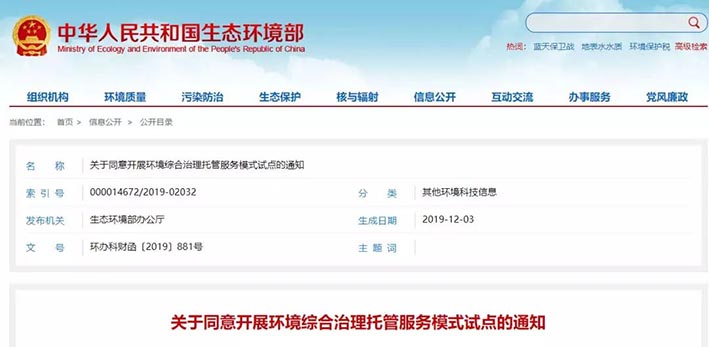 中华人民共和国生态环境部
Ministry of Ecology and Environment of the People's Republic of China
热词: 蓝天保卫战 地表水水质 环境保护税 高级检索
组织机构 环境质量 污染防治 生态保护 核与辐射 信息公开 互动交流 办事服务 党风廉政
当前位置: 首页 > 信息公开 > 公开目录
名 称 关于同意开展环境综合治理托管服务模式试点的通知
索 引 号 000014672/2019-02032 分 类 其他环境科技信息
发布机关 生态环境部办公厅 生成日期 2019-12-03
文 号 环办科财函〔2019〕881号 主 题 词
关于同意开展环境综合治理托管服务模式试点的通知